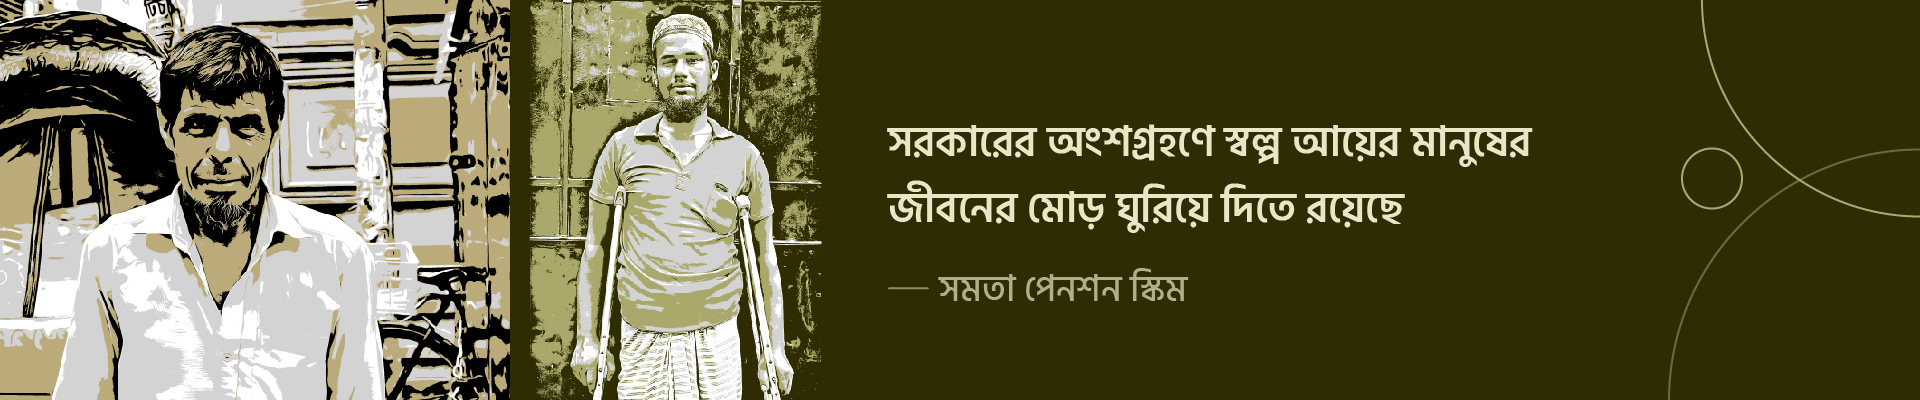 সরকারের অংশগ্রহণে স্বল্প আয়ের মানুষের
জীবনের মোড় ঘুরিয়ে দিতে রয়েছে
— সমতা পেনশন স্কিম